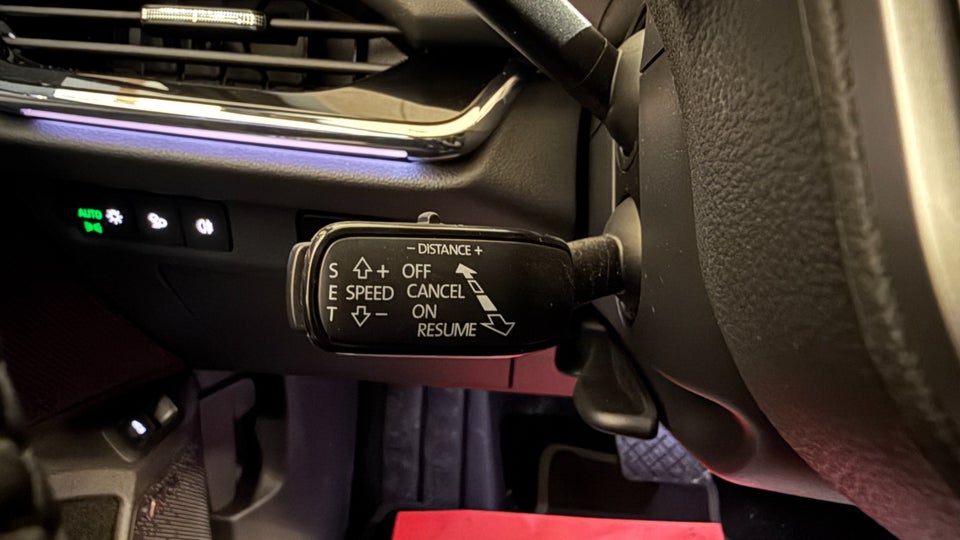 AUTO
- DISTANCE +
S + OFF
E SPEED CANCEL
T - ON
RESUME